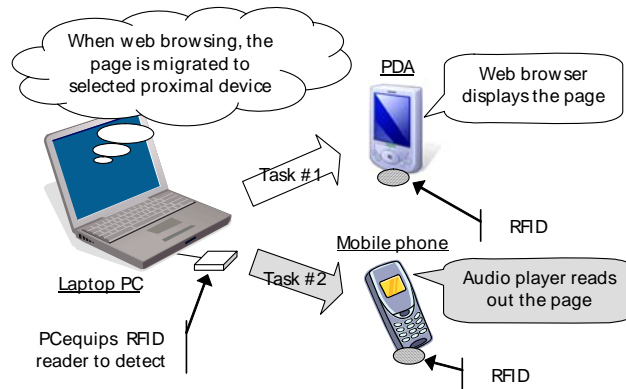 When web browsing, the
page is migrated to
selected proximal device
PDA
Web browser
displays the page
Task #1
RFID
Mobile phone
Laptop PC
Task #2
Audio player reads
out the page
PCequips RFID
reader to detect
RFID